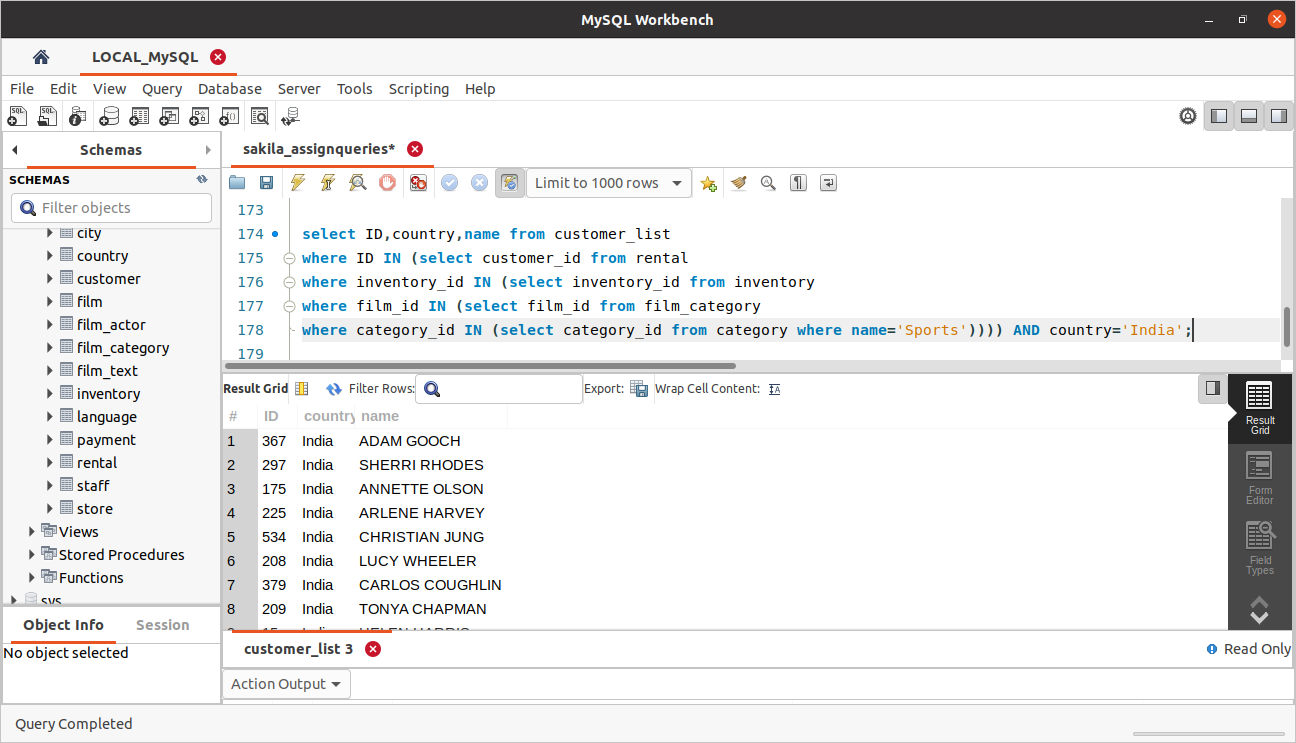 MySQL Workbench
LOCAL_MySQL
File Edit View Query Database Server Tools Scripting Help
Schemas
SCHEMAS
Filter objects
city
country
customer
film
film_actor
film_category
film_text
inventory
language
payment
rental
staff
store
Views
Stored Procedures
Functions
sys
Object Info Session
No object selected
sakila_assignqueries*
Limit to 1000 rows
173
174 select ID,country,name from customer_list
175 where ID IN (select customer_id from rental
176 where inventory_id IN (select inventory_id from inventory
177 where film_id IN (select film_id from film_category
178 where category_id IN (select category_id from category where name='Sports')))) AND country='India';
179
Result Grid Filter Rows: Export: Wrap Cell Content:
# ID country name
1 367 India ADAM GOOCH
2 297 India SHERRI RHODES
3 175 India ANNETTE OLSON
4 225 India ARLENE HARVEY
5 534 India CHRISTIAN JUNG
6 208 India LUCY WHEELER
7 379 India CARLOS COUGHLIN
8 209 India TONYA CHAPMAN
India HELEN HARRIS
Result
Grid
Form
Editor
Field
Types
customer_list 3
Read Only
Action Output
Query Completed